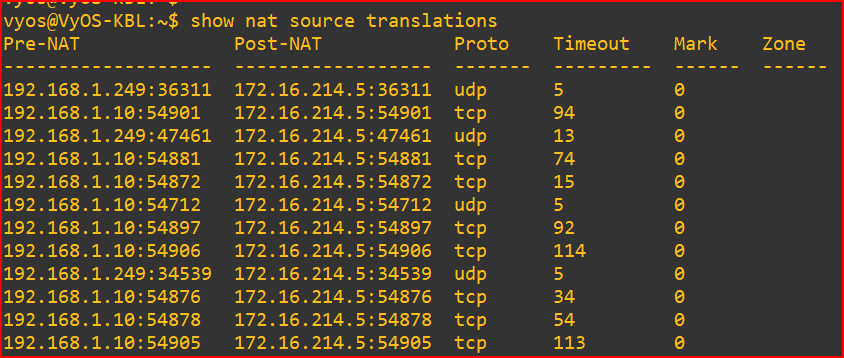 vyos@VyOS-KBL:~$ show nat source translations
Pre-NAT              Post-NAT            Proto    Timeout    Mark    Zone
-------------------  ------------------  -------  ---------  ------  ------
192.168.1.249:36311  172.16.214.5:36311  udp      5          0
192.168.1.10:54901   172.16.214.5:54901  tcp      94         0
192.168.1.249:47461  172.16.214.5:47461  udp      13         0
192.168.1.10:54881   172.16.214.5:54881  tcp      74         0
192.168.1.10:54872   172.16.214.5:54872  tcp      15         0
192.168.1.10:54712   172.16.214.5:54712  udp      5          0
192.168.1.10:54897   172.16.214.5:54897  tcp      92         0
192.168.1.10:54906   172.16.214.5:54906  tcp      114        0
192.168.1.249:34539  172.16.214.5:34539  udp      5          0
192.168.1.10:54876   172.16.214.5:54876  tcp      34         0
192.168.1.10:54878   172.16.214.5:54878  tcp      54         0
192.168.1.10:54905   172.16.214.5:54905  tcp      113        0